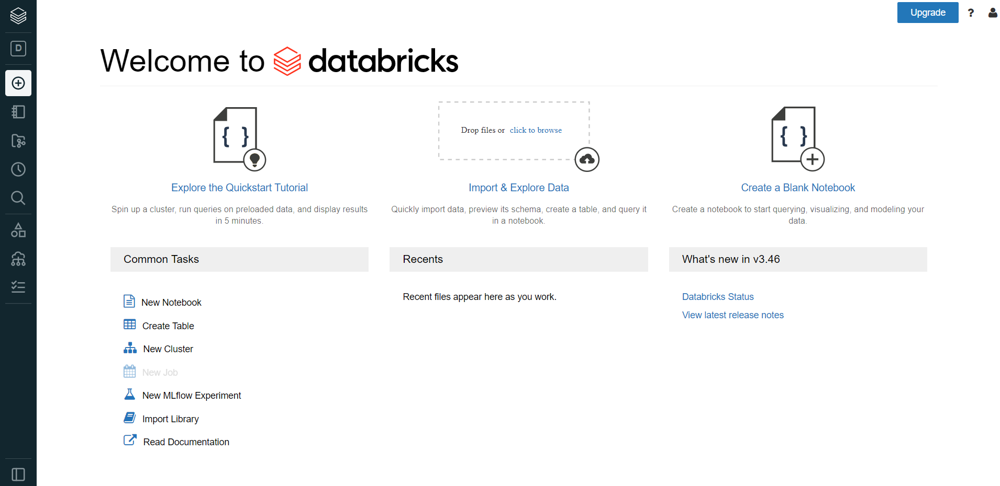 Upgrade ?
D
Welcome to databricks
{ }
Drop files or click to browse
{ }
Explore the Quickstart Tutorial
Spin up a cluster, run queries on preloaded data, and display results
in 5 minutes.
Import & Explore Data
Quickly import data, preview its schema, create a table, and query it
in a notebook.
Create a Blank Notebook
Create a notebook to start querying, visualizing, and modeling your
data.
Common Tasks
New Notebook
Create Table
New Cluster
New Job
New MLflow Experiment
Import Library
Read Documentation
Recents
Recent files appear here as you work.
What's new in v3.46
Databricks Status
View latest release notes